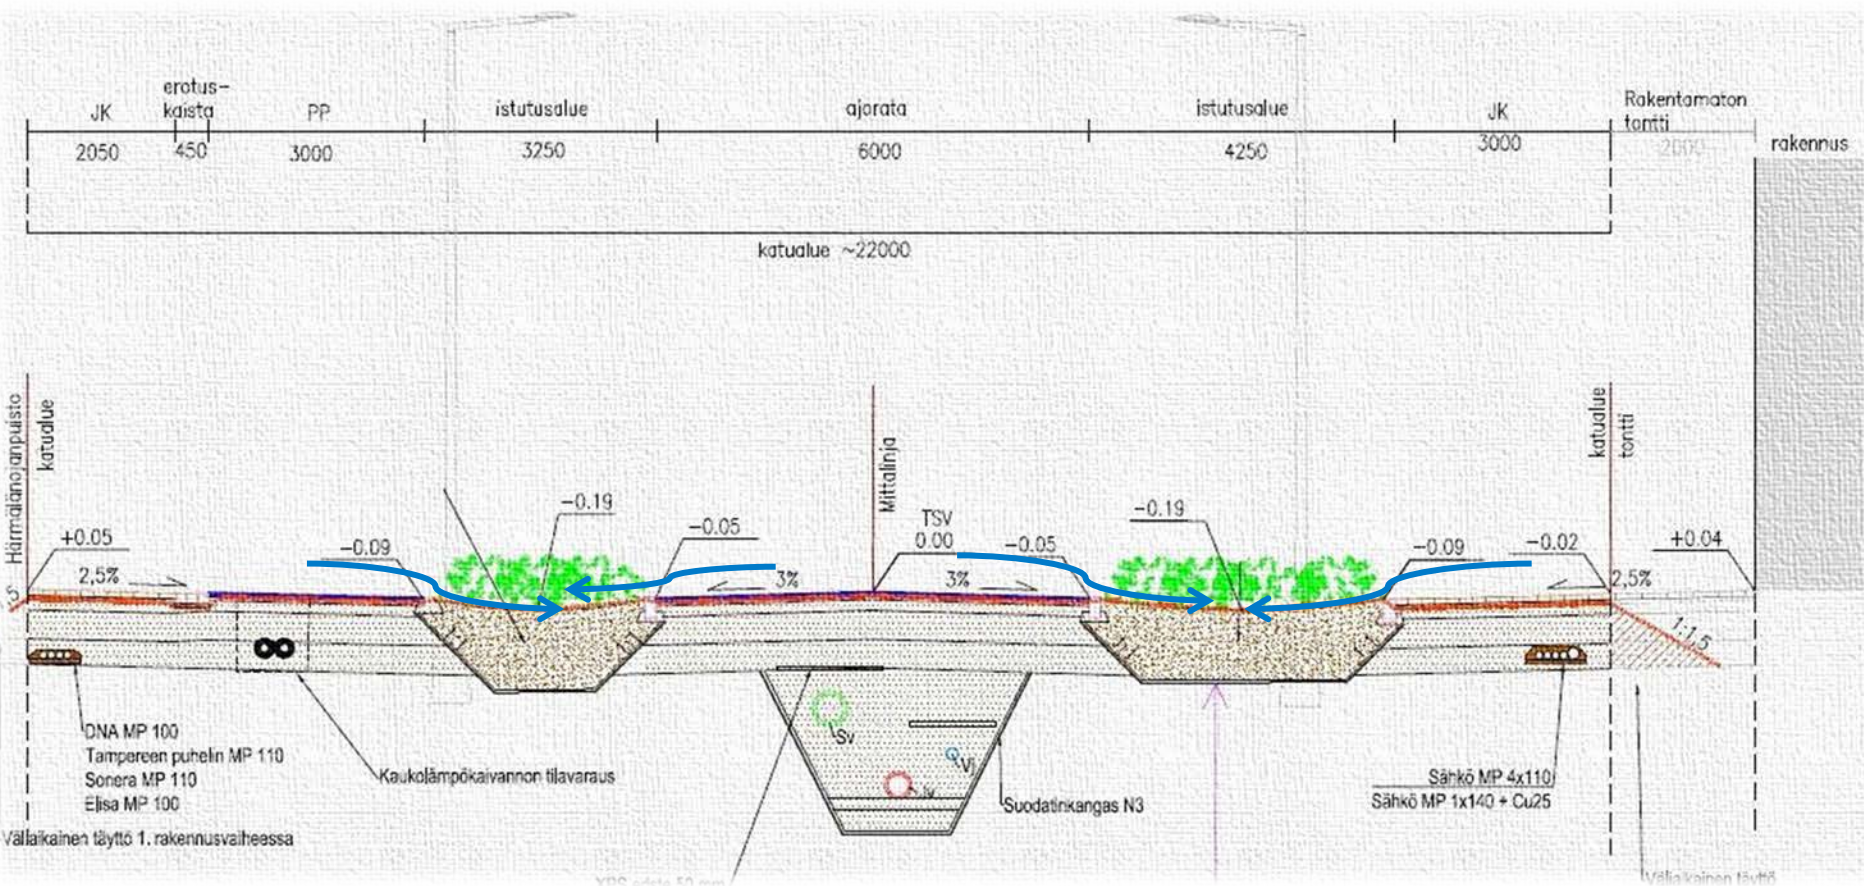 JK
erotus-
kaista
PP
istutusalue
ajorata
istutusalue
JK
Rakentamaton
tontti
2050
450
3000
3250
6000
4250
3000
2000
rakennus
katualue ~22000
Härmälänojanpuisto
katualue
Mittalinja
katualue
tontti
+0.05
2,5%
-0.09
-0.19
-0.05
3%
TSV
0.00
3%
-0.05
-0.19
-0.09
-0.02
2,5%
+0.04
1:1.5
DNA MP 100
Tampereen puhelin MP 110
Sonera MP 110
Elisa MP 100
Väliaikainen täyttö 1. rakennusvaiheessa
Kaukolämpökaivannon tilavaraus
Sv
Vj
Jv
Suodatinkangas N3
Sähkö MP 4x110
Sähkö MP 1x140 + Cu25
Väliaikainen täyttö